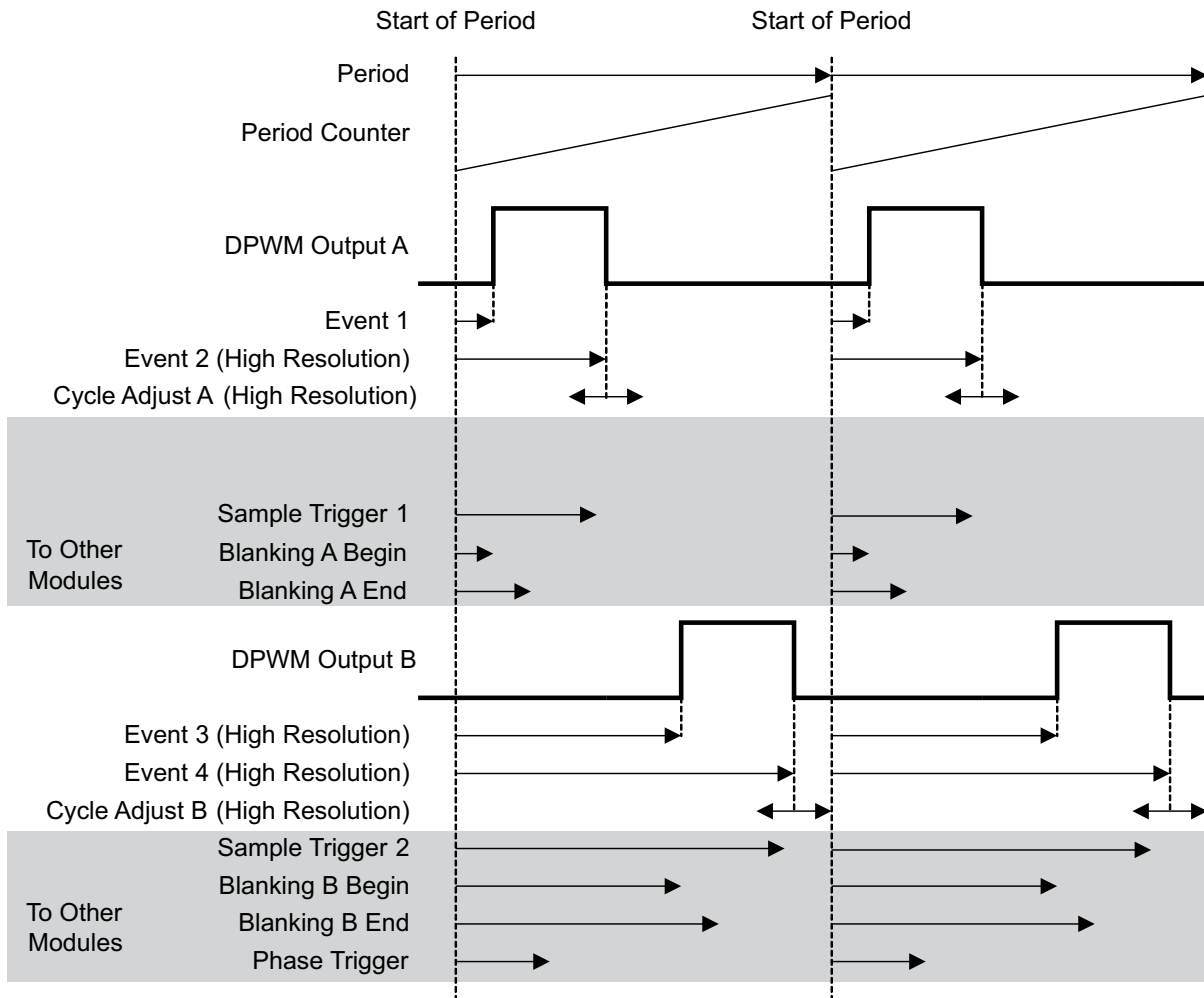 Start of Period
Start of Period
Period
Period Counter
DPWM Output A
Event 1
Event 2 (High Resolution)
Cycle Adjust A (High Resolution)
To Other
Modules
Sample Trigger 1
Blanking A Begin
Blanking A End
DPWM Output B
Event 3 (High Resolution)
Event 4 (High Resolution)
Cycle Adjust B (High Resolution)
To Other
Modules
Sample Trigger 2
Blanking B Begin
Blanking B End
Phase Trigger